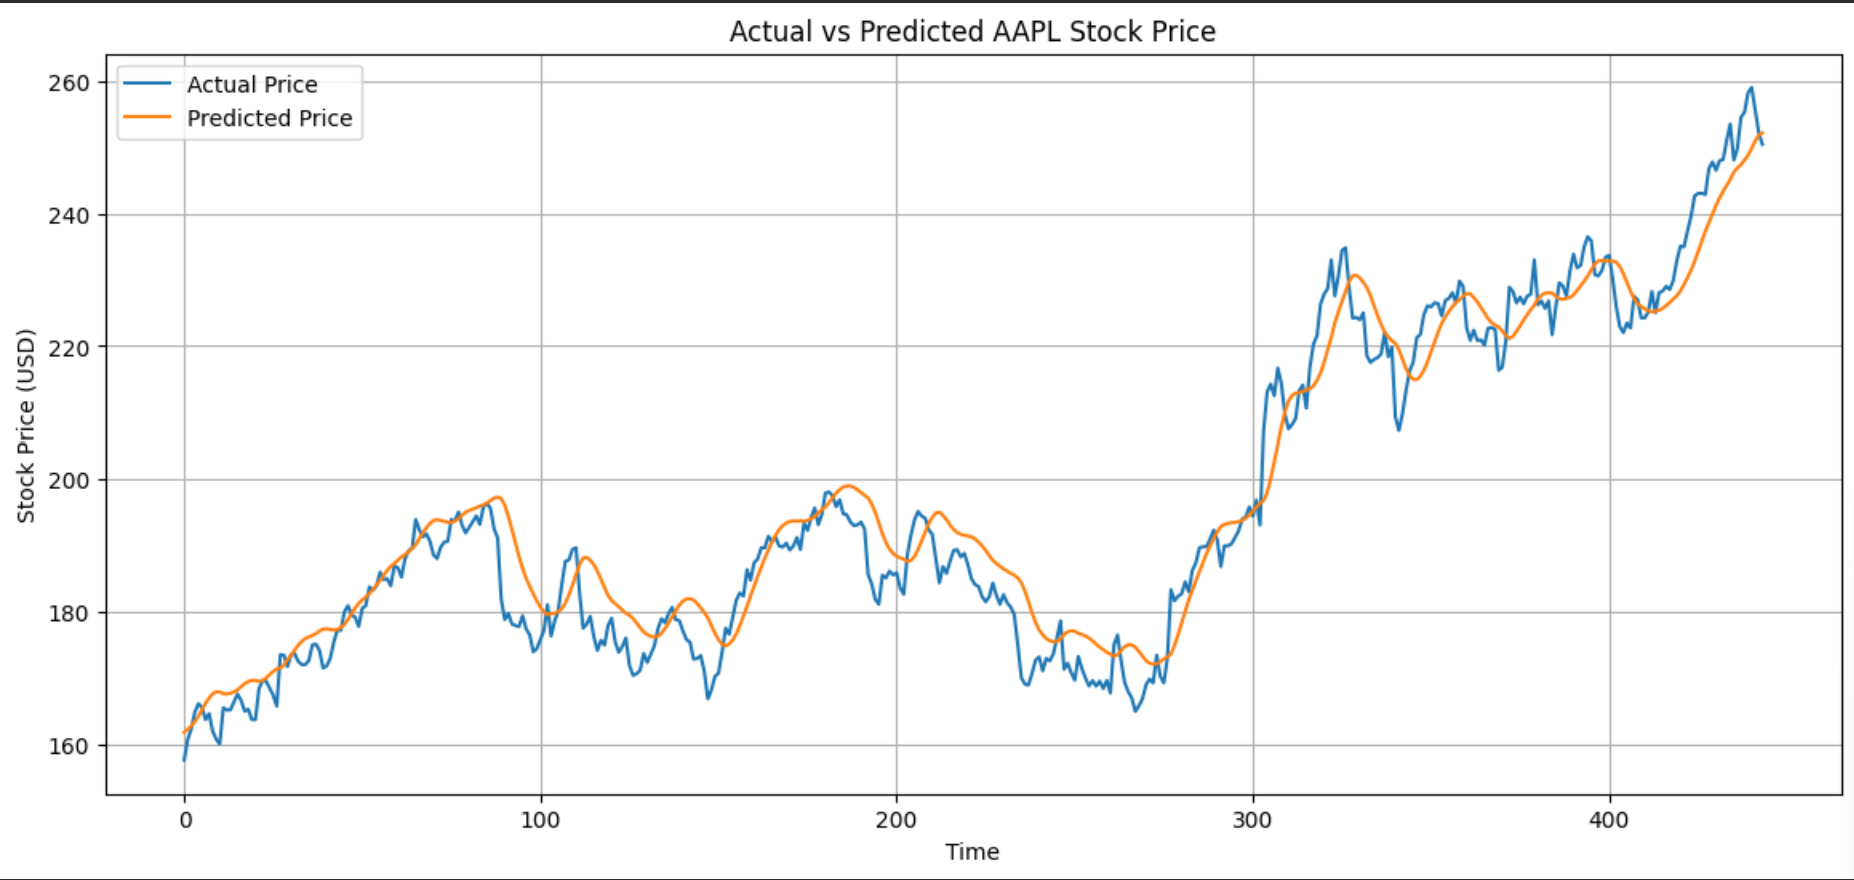 Actual vs Predicted AAPL Stock Price
Actual Price
Predicted Price
Stock Price (USD)
260
240
220
200
180
160
0 100 200 300 400
Time